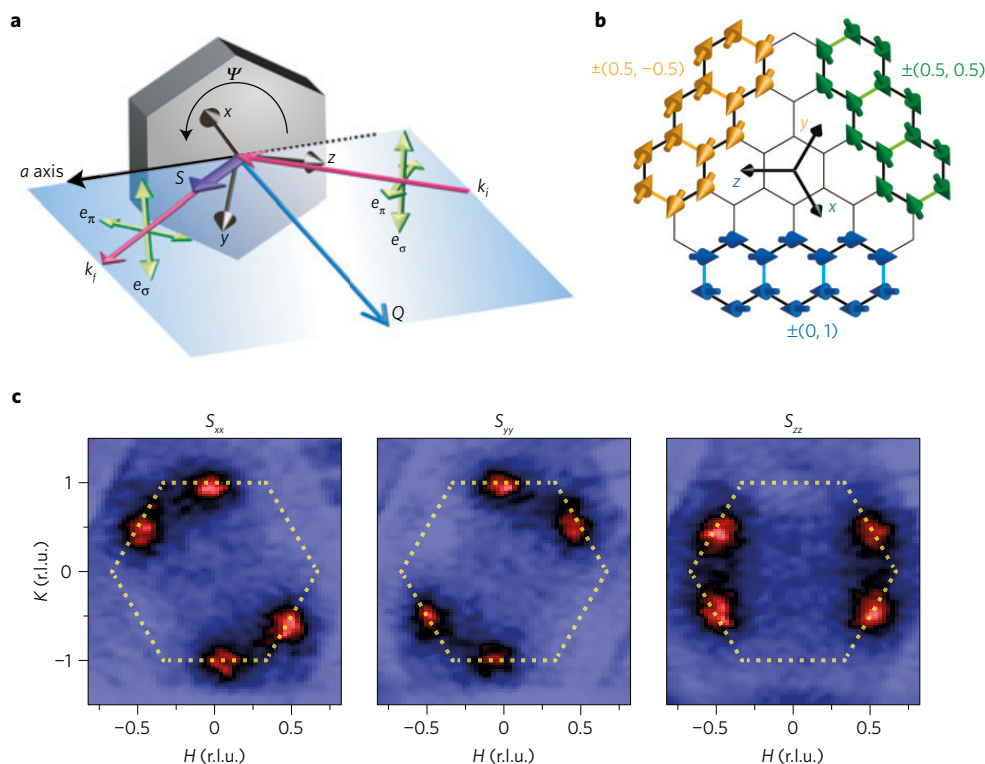 a
Ψ
x
a axis
S
z
k_i
e_π
e_π
y
e_σ
k_f
e_σ
Q
b
±(0.5, −0.5)
±(0.5, 0.5)
y
z
x
±(0, 1)
c
S_xx
S_yy
S_zz
1
0
−1
K (r.l.u.)
−0.5 0 0.5
−0.5 0 0.5
−0.5 0 0.5
H (r.l.u.)
H (r.l.u.)
H (r.l.u.)